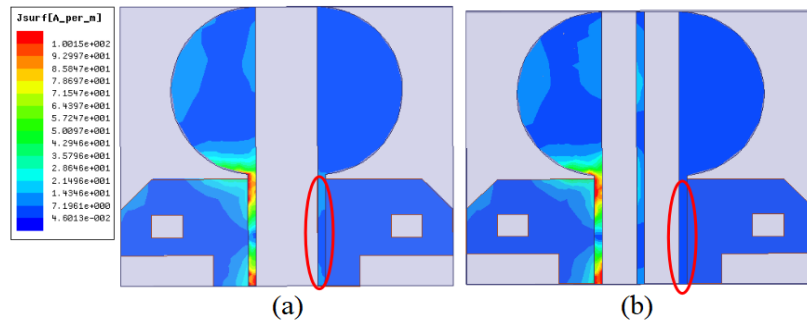 Jsurf[A_per_m]
1.0015e+002
9.2997e+001
8.5847e+001
7.8697e+001
7.1547e+001
6.4397e+001
5.7247e+001
5.0097e+001
4.2946e+001
3.5796e+001
2.8646e+001
2.1496e+001
1.4346e+001
7.1961e+000
4.6013e-002
(a)
(b)